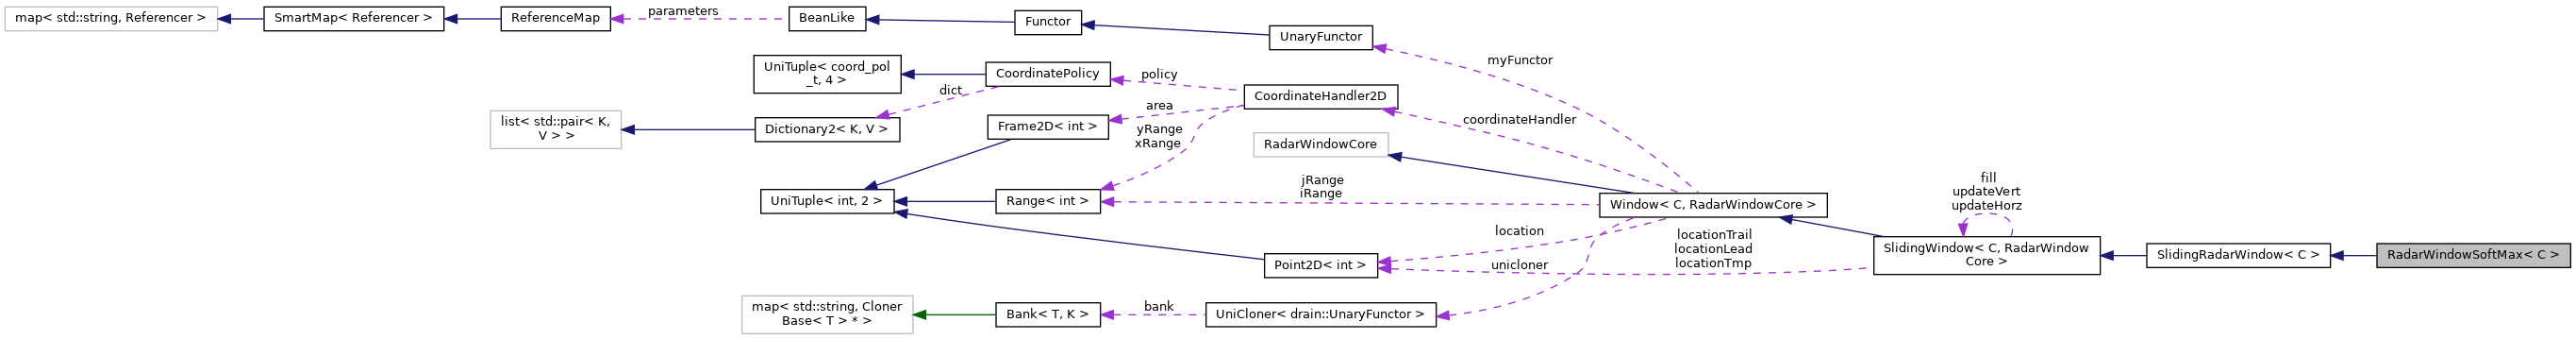 map< std::string, Referencer >
SmartMap< Referencer >
ReferenceMap
parameters
BeanLike
Functor
UnaryFunctor
myFunctor
UniTuple< coord_pol
_t, 4 >
CoordinatePolicy
policy
dict
CoordinateHandler2D
coordinateHandler
list< std::pair< K,
V > >
Dictionary2< K, V >
Frame2D< int >
area
yRange
xRange
RadarWindowCore
UniTuple< int, 2 >
Range< int >
jRange
iRange
Window< C, RadarWindowCore >
fill
updateVert
updateHorz
location
Point2D< int >
unicloner
locationTrail
locationLead
locationTmp
SlidingWindow< C, RadarWindow
Core >
SlidingRadarWindow< C >
RadarWindowSoftMax< C >
map< std::string, Cloner
Base< T > * >
Bank< T, K >
bank
UniCloner< drain::UnaryFunctor >